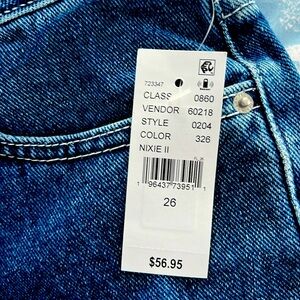 723347
CLASS 0860
VENDOR 60218
STYLE 0204
COLOR 326
NIXIE II
1 96437 73951 1
26
$56.95